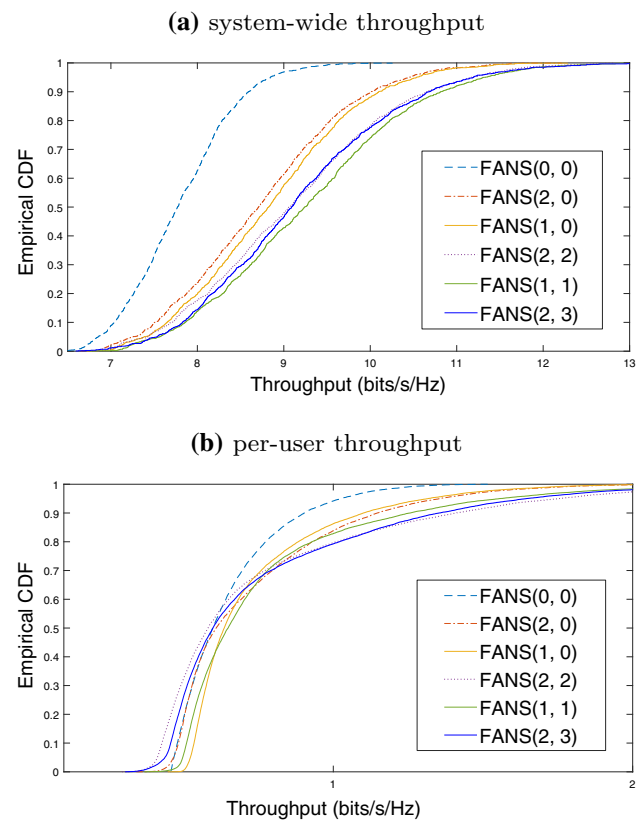 (a) system-wide throughput
1
0.9
0.8
0.7
0.6
0.5
0.4
0.3
0.2
0.1
0
Empirical CDF
FANS(0, 0)
FANS(2, 0)
FANS(1, 0)
FANS(2, 2)
FANS(1, 1)
FANS(2, 3)
7 8 9 10 11 12 13
Throughput (bits/s/Hz)
(b) per-user throughput
1
0.9
0.8
0.7
0.6
0.5
0.4
0.3
0.2
0.1
0
Empirical CDF
FANS(0, 0)
FANS(2, 0)
FANS(1, 0)
FANS(2, 2)
FANS(1, 1)
FANS(2, 3)
1 2
Throughput (bits/s/Hz)